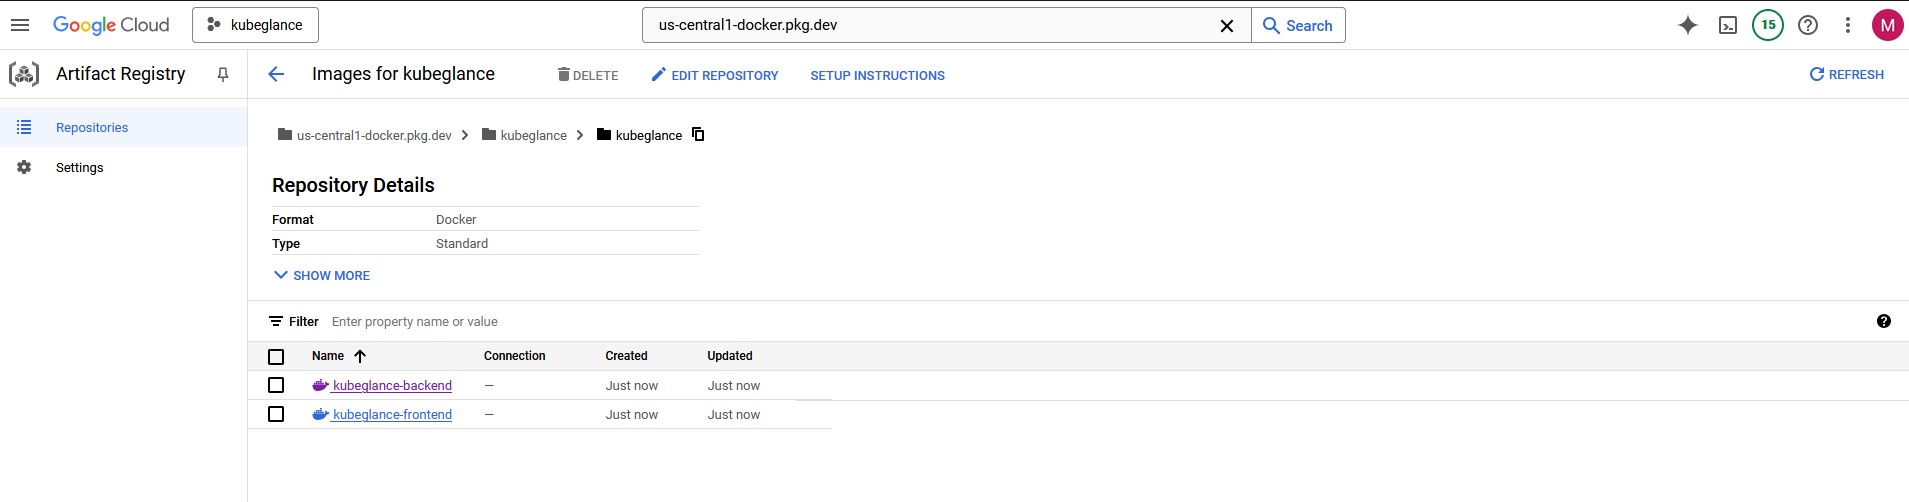 Google Cloud
kubeglance
us-central1-docker.pkg.dev
Search
15
M
Artifact Registry
Images for kubeglance
DELETE
EDIT REPOSITORY
SETUP INSTRUCTIONS
REFRESH
Repositories
Settings
us-central1-docker.pkg.dev > kubeglance > kubeglance
Repository Details
Format Docker
Type Standard
SHOW MORE
Filter Enter property name or value
Name Connection Created Updated
kubeglance-backend — Just now Just now
kubeglance-frontend — Just now Just now